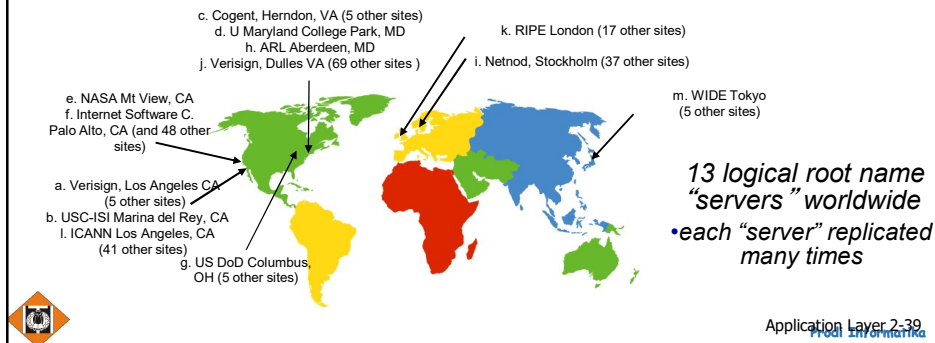 c. Cogent, Herndon, VA (5 other sites)
d. U Maryland College Park, MD
h. ARL Aberdeen, MD
j. Verisign, Dulles VA (69 other sites )
k. RIPE London (17 other sites)
i. Netnod, Stockholm (37 other sites)
m. WIDE Tokyo
(5 other sites)
e. NASA Mt View, CA
f. Internet Software C.
Palo Alto, CA (and 48 other
sites)
a. Verisign, Los Angeles CA
(5 other sites)
b. USC-ISI Marina del Rey, CA
l. ICANN Los Angeles, CA
(41 other sites)
g. US DoD Columbus,
OH (5 other sites)
13 logical root name
“servers” worldwide
•each “server” replicated
many times
Application Layer 2-39
Prodi Informatika